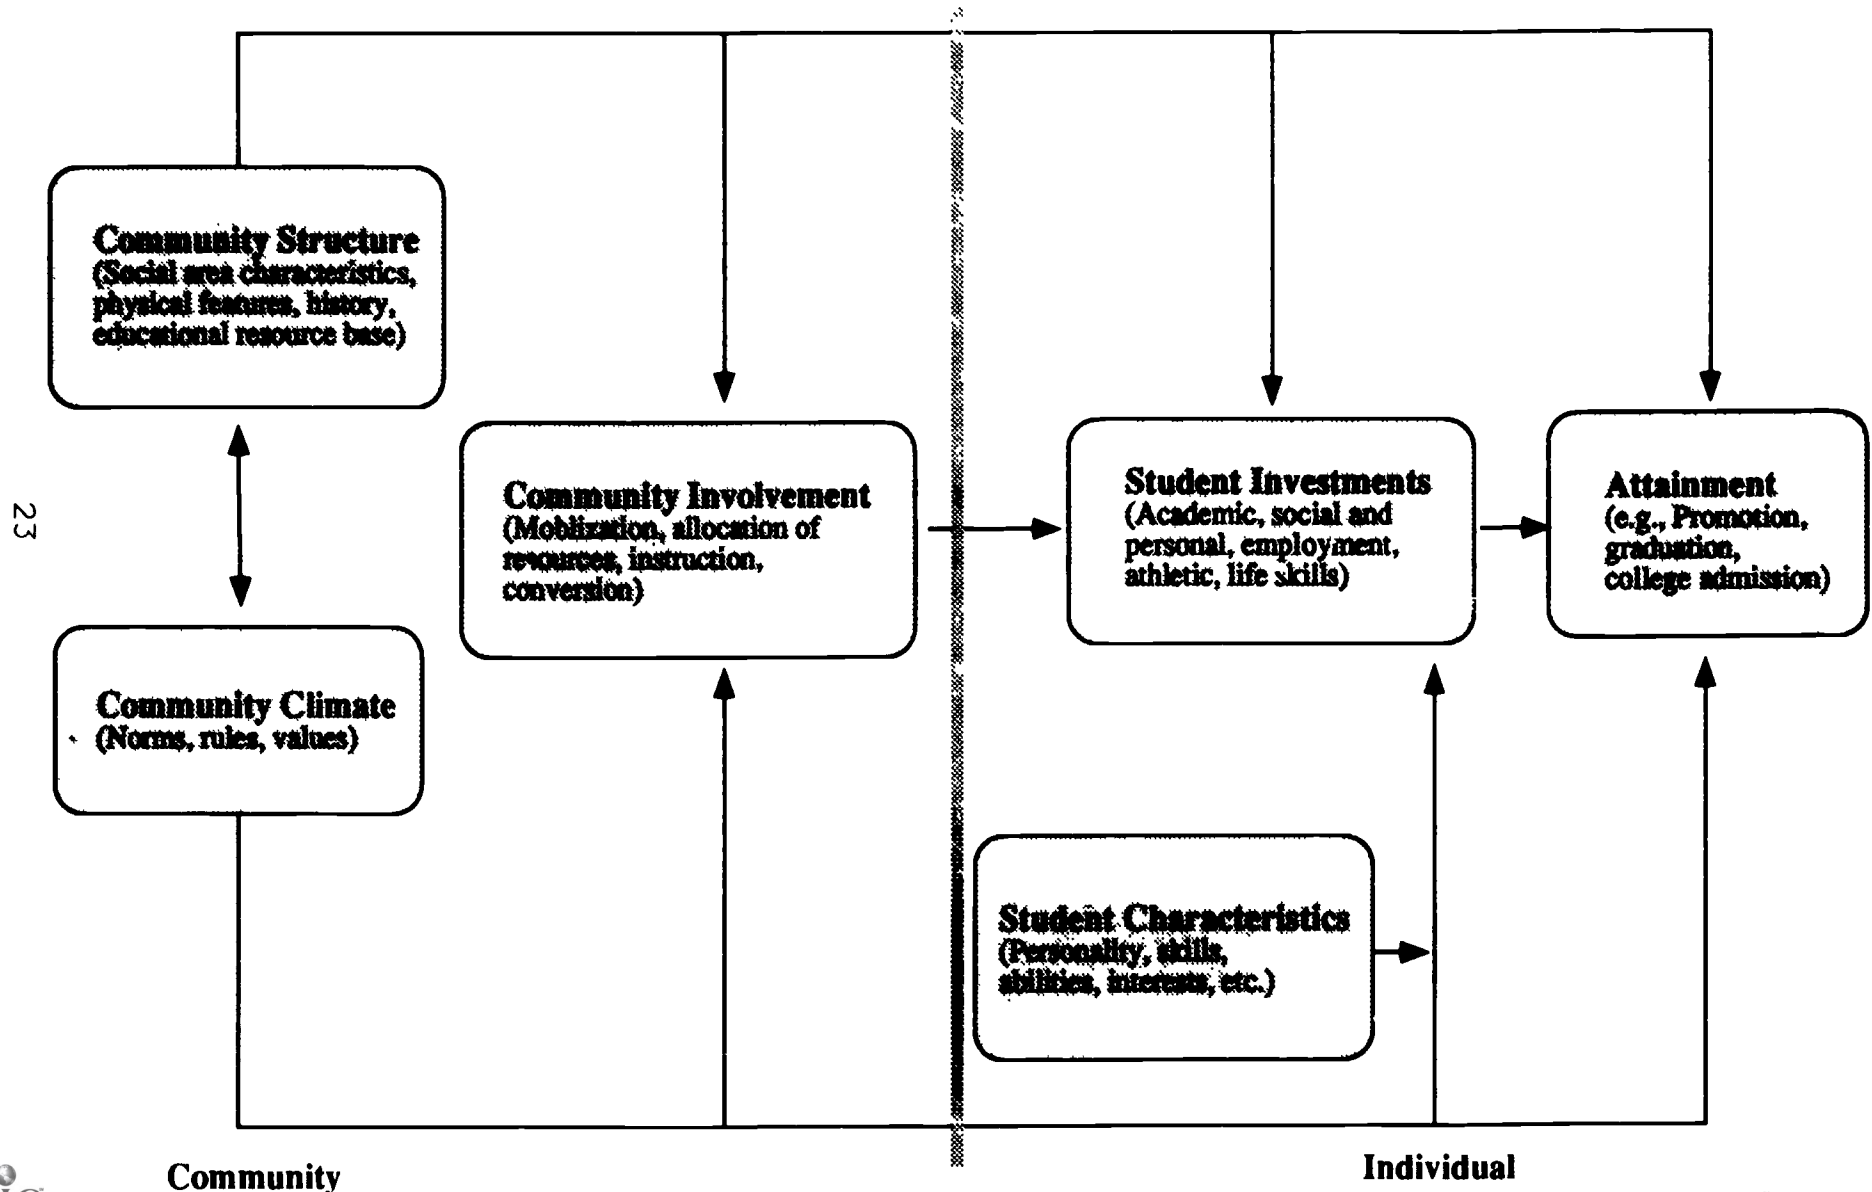 Community Structure
(Social area characteristics,
physical features, history,
educational resource base)
23
Community Involvement
(Moblization, allocation of
resources, instruction,
conversion)
Student Investments
(Academic, social and
personal, employment,
athletic, life skills)
Attainment
(e.g., Promotion,
graduation,
college admission)
Community Climate
(Norms, rules, values)
Student Characteristics
(Personality, skills,
abilities, interests, etc.)
Community
Individual